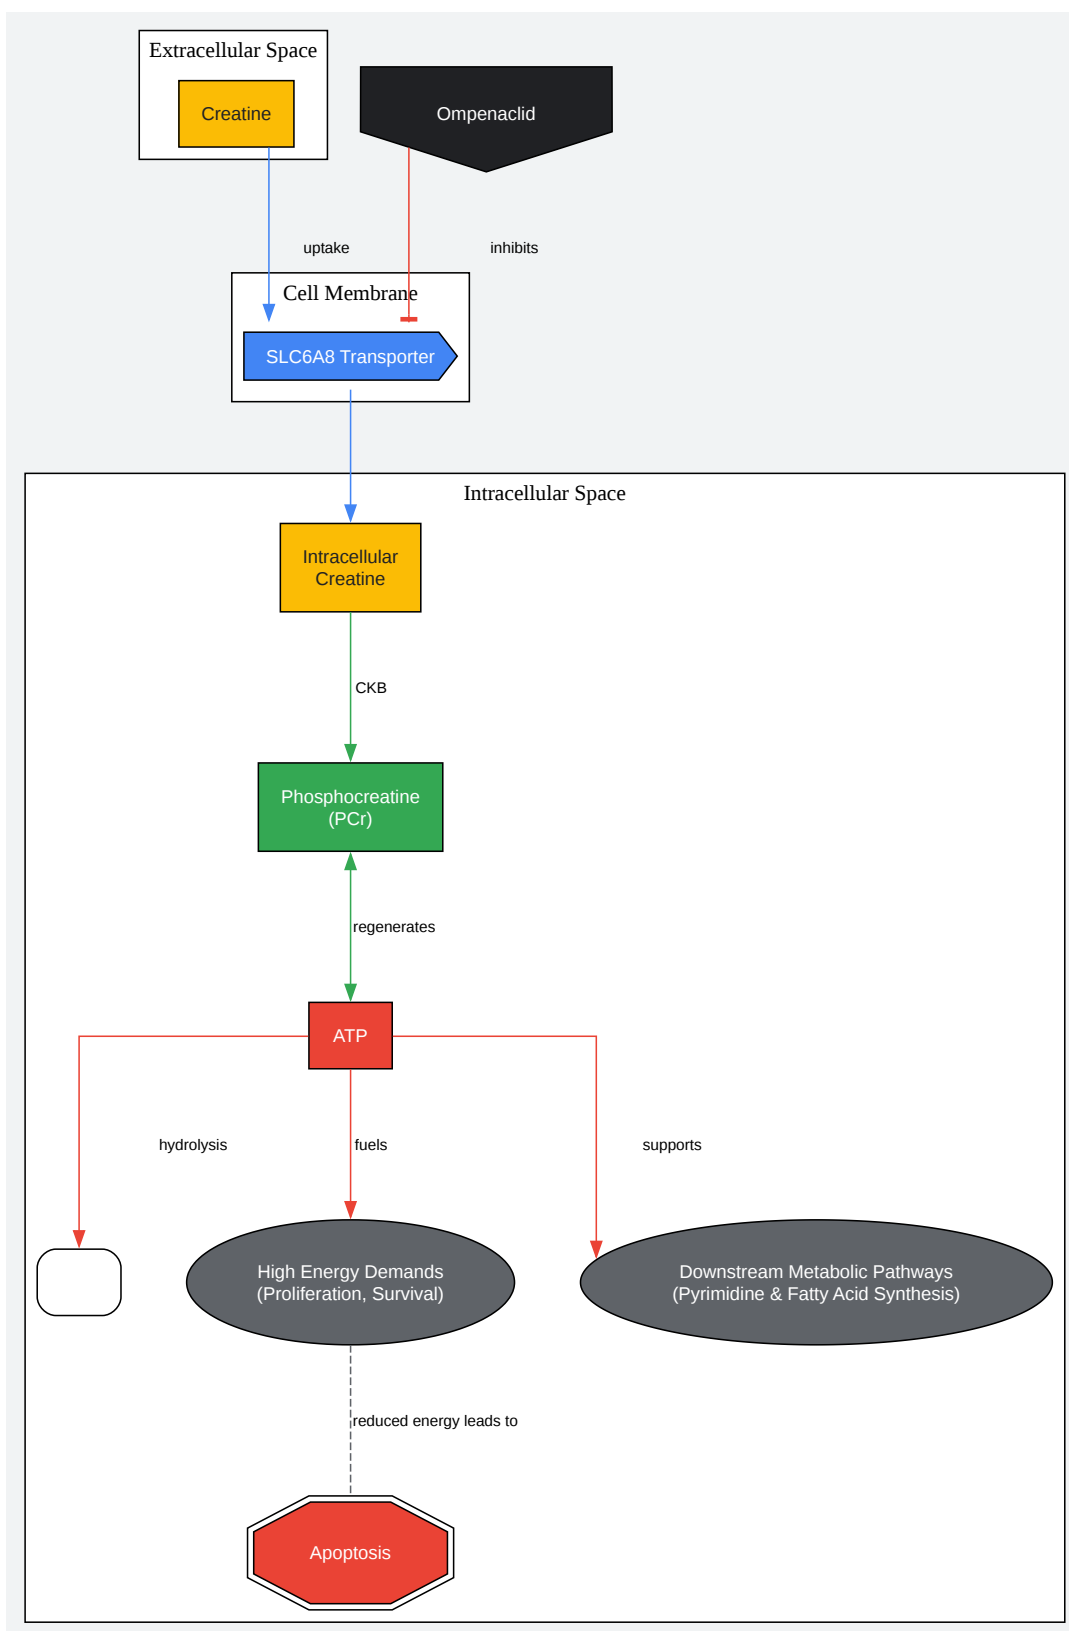 Extracellular Space
Creatine
Ompenaclid
uptake
inhibits
Cell Membrane
SLC6A8 Transporter
Intracellular Space
Intracellular
Creatine
CKB
Phosphocreatine
(PCr)
regenerates
ATP
hydrolysis
fuels
supports
High Energy Demands
(Proliferation, Survival)
Downstream Metabolic Pathways
(Pyrimidine & Fatty Acid Synthesis)
reduced energy leads to
Apoptosis